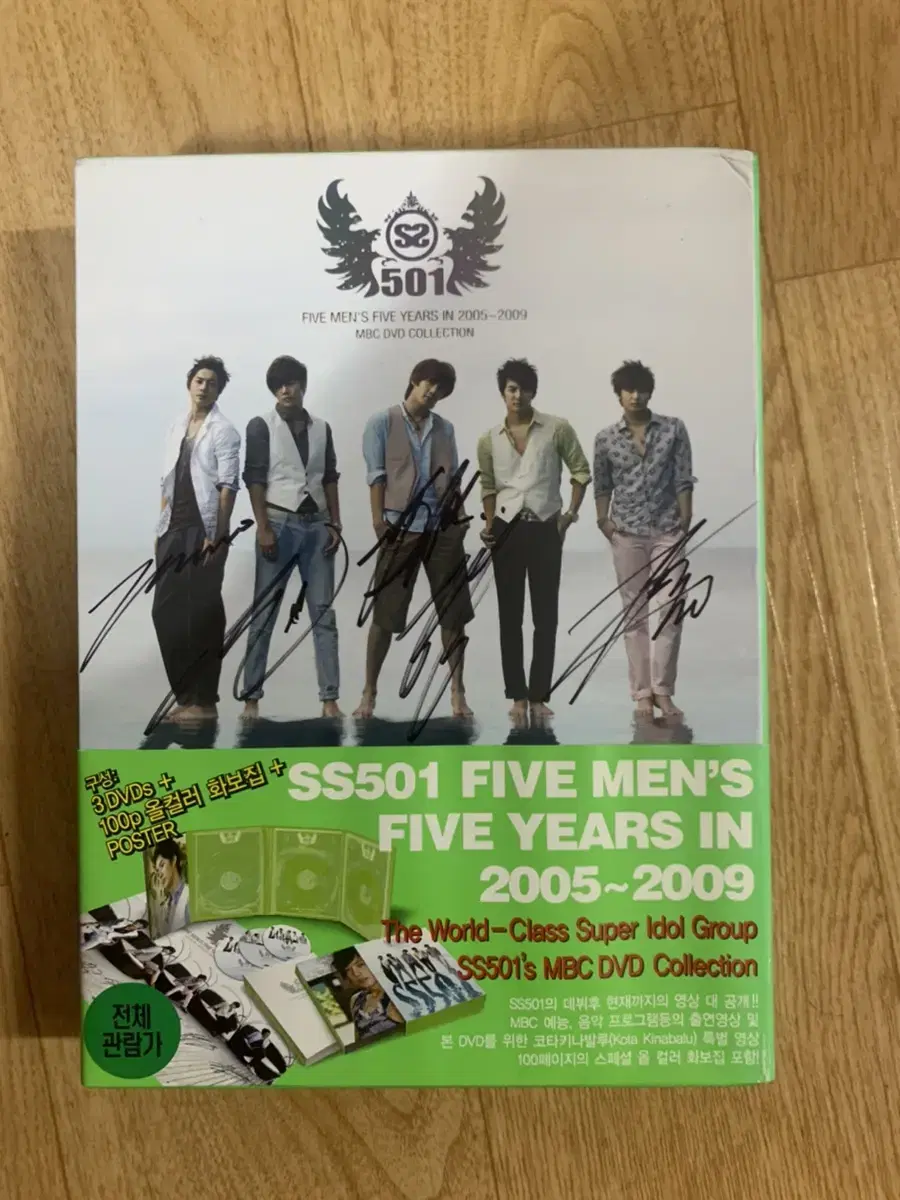 SS
501
FIVE MEN'S FIVE YEARS IN 2005~2009
MBC DVD COLLECTION
구성:
3 DVDs +
100p 올컬러 화보집 +
POSTER
SS501 FIVE MEN'S
FIVE YEARS IN
2005~2009
The World-Class Super Idol Group
SS501's MBC DVD Collection
SS501의 데뷔후 현재까지의 영상 대 공개!!
MBC 예능, 음악 프로그램등의 출연영상 및
본 DVD를 위한 코타키나발루(Kota Kinabalu) 특별 영상
100페이지의 스페셜 올 컬러 화보집 포함!
전체
관람가